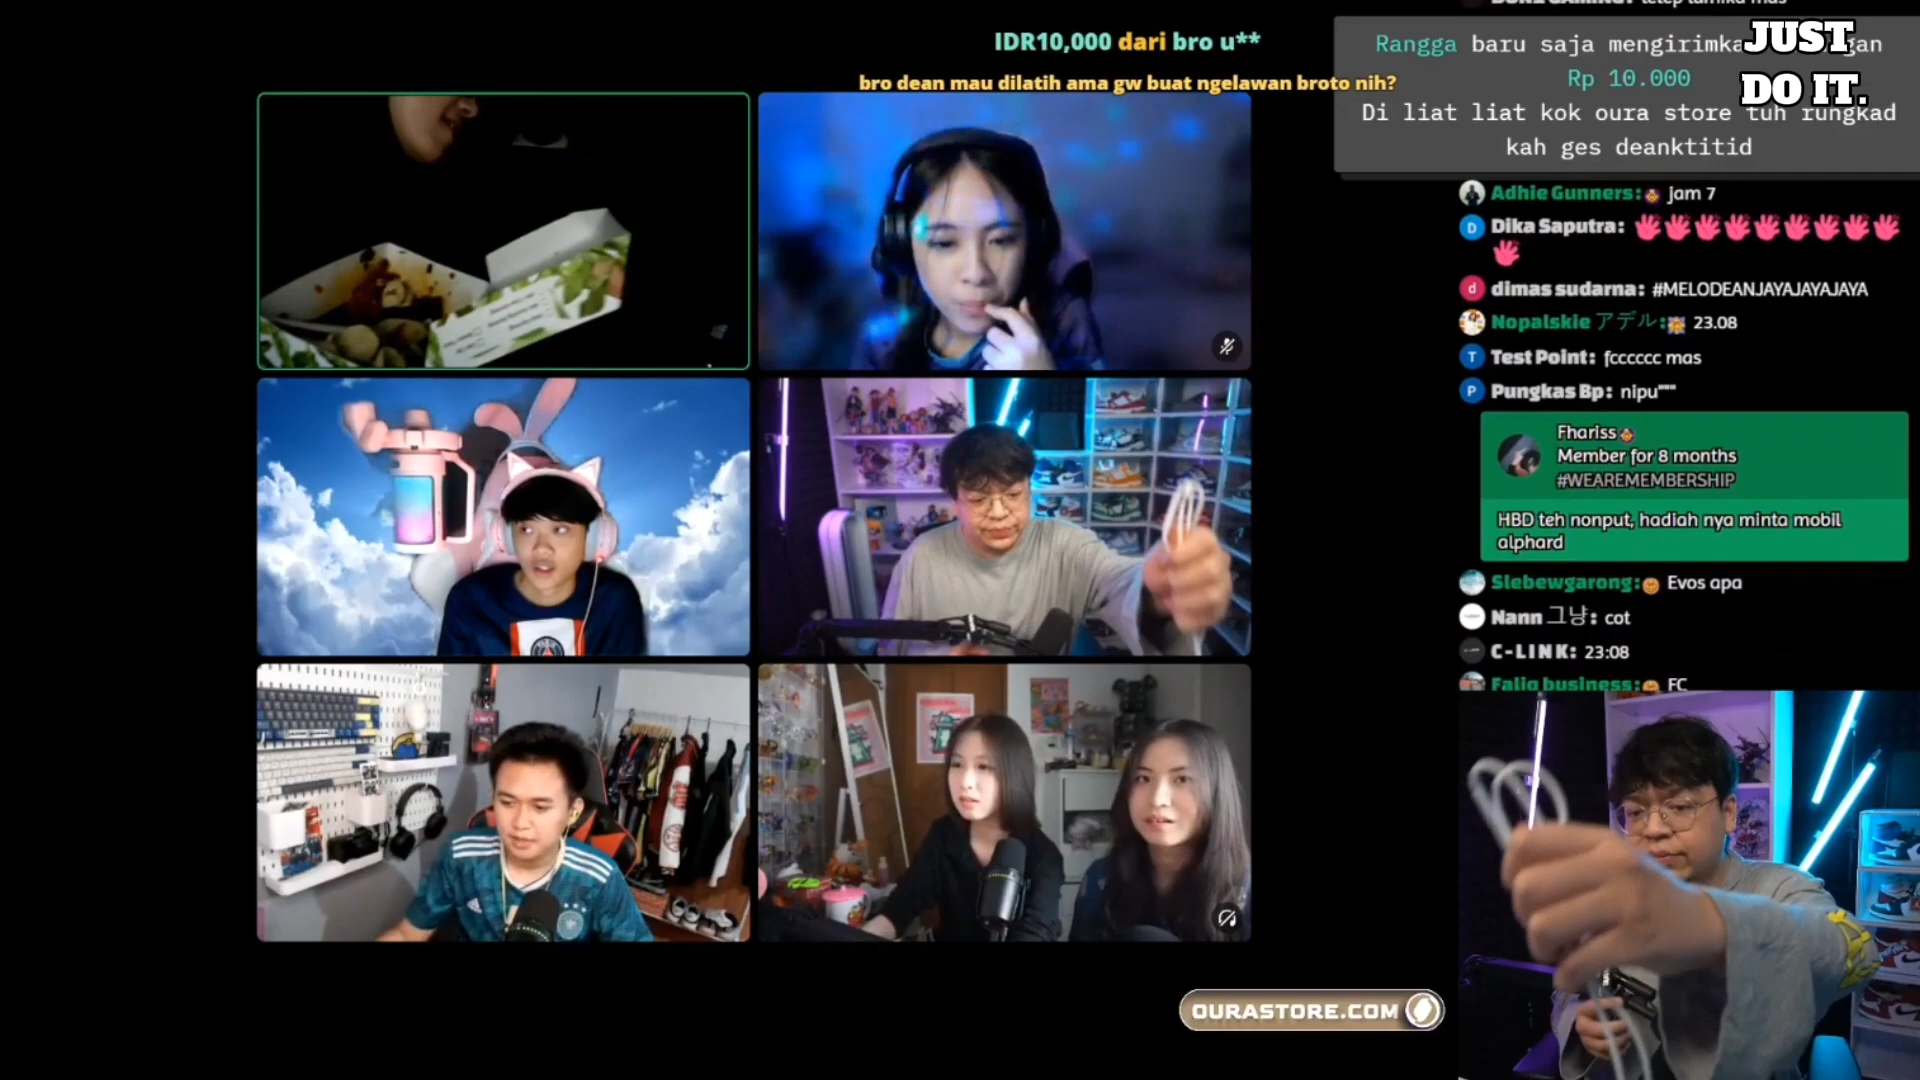 IDR10,000 dari bro u**
bro dean mau dilatih ama gw buat ngelawan broto nih?
JUST
DO IT.
Rangga baru saja
Rp 10.000
Di liat liat kok oura store tuh rungkad
kah ges deanktitid
Adhie Gunners: jam 7
Dika Saputra:
dimas sudarna: #MELODEANJAYAJAYAJAYA
Nopalskie アデル: 23.08
Test Point: fcccccc mas
Pungkas Bp: nipu"""
Fhariss
Member for 8 months
#WEAREMEMBERSHIP
HBD teh nonput, hadiah nya minta mobil
alphard
Slebewgarong: Evos apa
Nann 그냥: cot
C-LINK: 23:08
Faliq business: FC
OURASTORE.COM